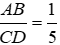 AB/CD = 1/5